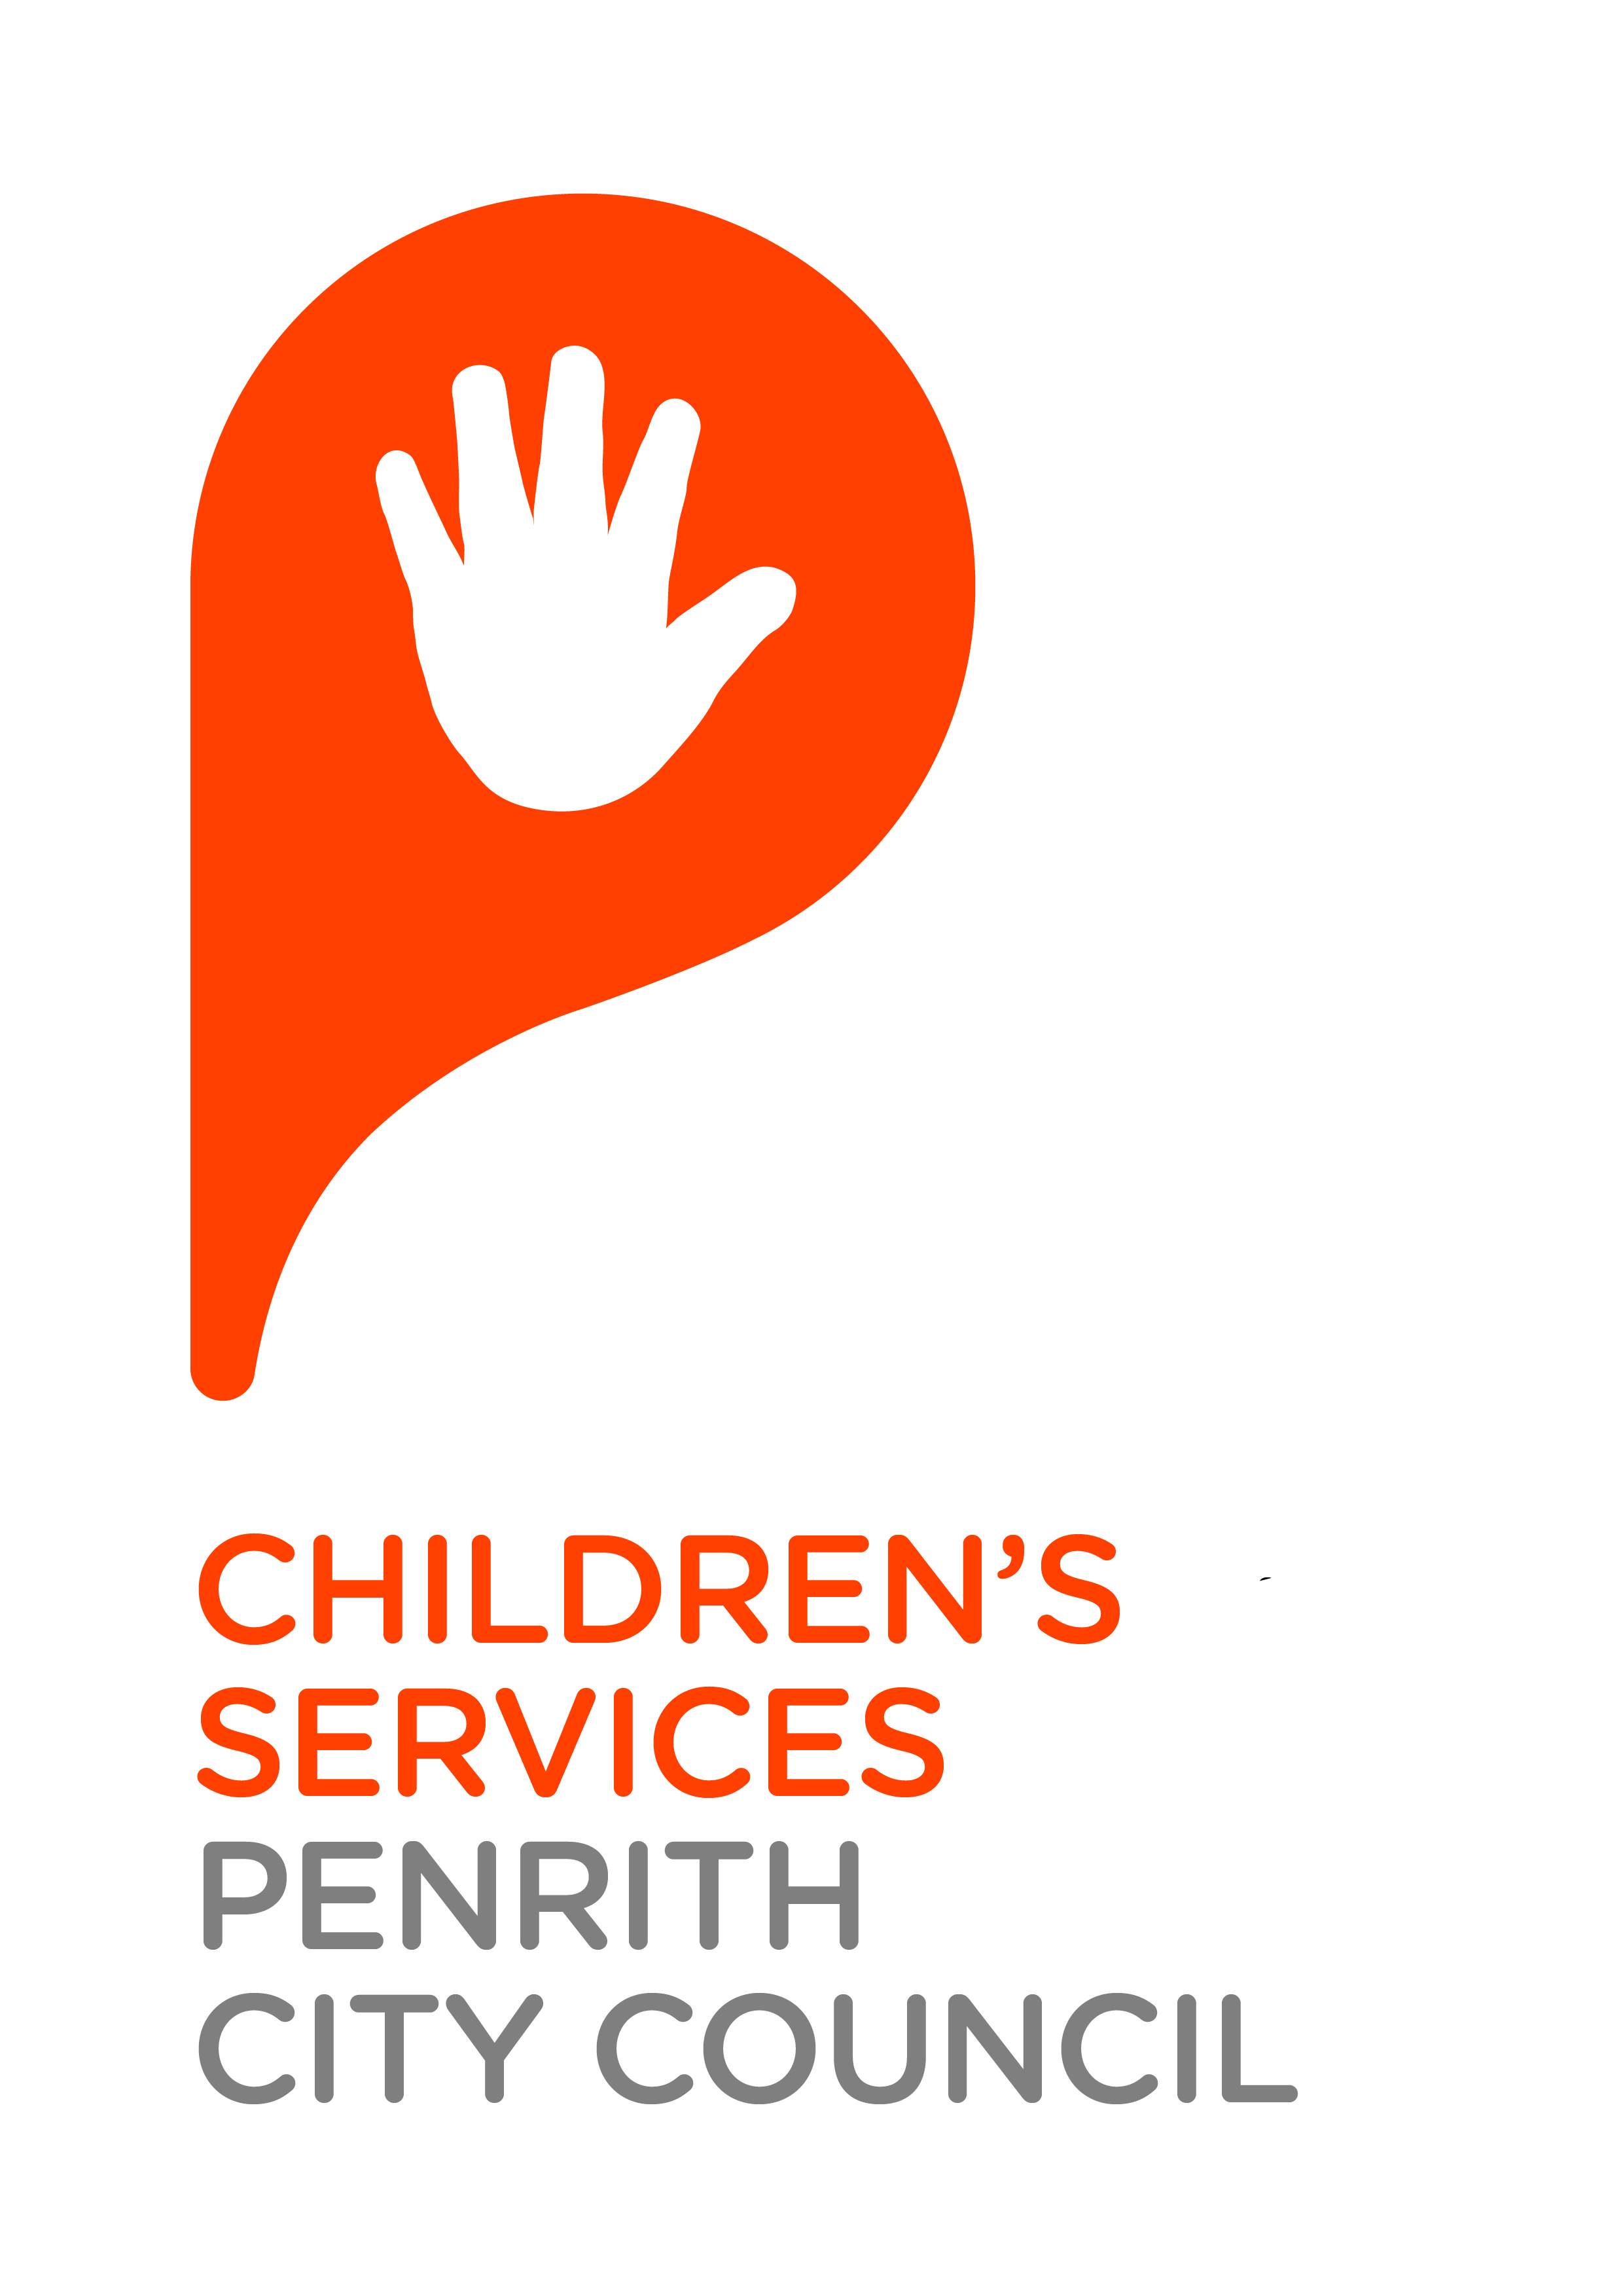 CHILDREN’S
SERVICES
PENRITH
CITY COUNCIL